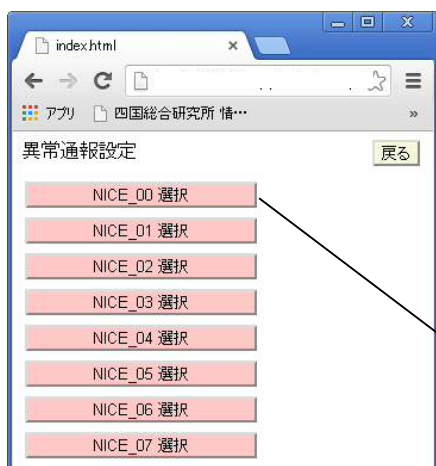 index.html
アプリ 四国総合研究所 情…
異常通報設定 戻る
NICE_00 選択
NICE_01 選択
NICE_02 選択
NICE_03 選択
NICE_04 選択
NICE_05 選択
NICE_06 選択
NICE_07 選択